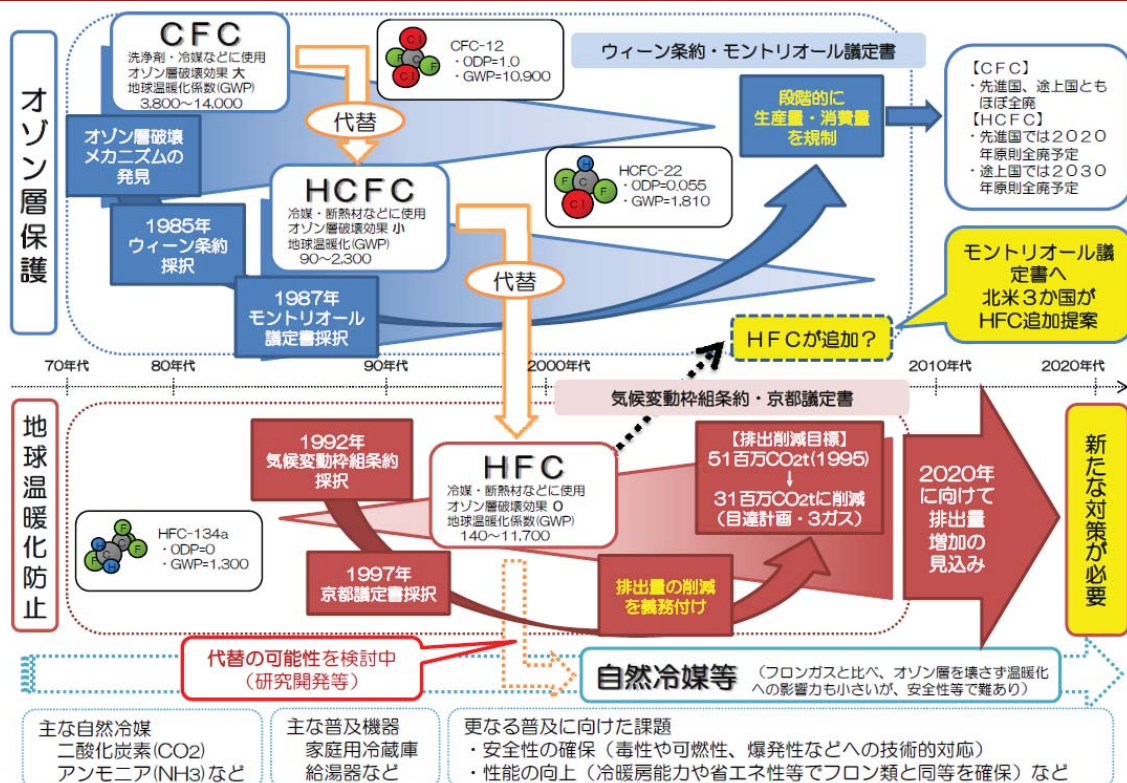 オゾン層保護
CFC
洗浄剤・冷媒などに使用
オゾン層破壊効果 大
地球温暖化係数(GWP)
3,800～14,000
CFC-12
・ODP=1.0
・GWP=10,900
Cl
F
C
F
Cl
代替
ウィーン条約・モントリオール議定書
段階的に
生産量・消費量
を規制
【CFC】
・先進国、途上国とも
ほぼ全廃
【HCFC】
・先進国では2020
年原則全廃予定
・途上国では2030
年原則全廃予定
オゾン層破壊
メカニズムの
発見
1985年
ウィーン条約
採択
1987年
モントリオール
議定書採択
HCFC
冷媒・断熱材などに使用
オゾン層破壊効果 小
地球温暖化(GWP)
90～2,300
HCFC-22
・ODP=0.055
・GWP=1,810
H
F
C
F
Cl
代替
モントリオール議
定書へ
北米3か国が
HFC追加提案
HFCが追加?
70年代
80年代
90年代
2000年代
2010年代
2020年代
地球温暖化防止
気候変動枠組条約・京都議定書
1992年
気候変動枠組条約
採択
1997年
京都議定書採択
HFC
冷媒・断熱材などに使用
オゾン層破壊効果 0
地球温暖化係数(GWP)
140～11,700
HFC-134a
・ODP=0
・GWP=1,300
【排出削減目標】
51百万CO2t(1995)
↓
31百万CO2tに削減
(目達計画・3ガス)
排出量の削減
を義務付け
2020年
に向けて
排出量
増加の
見込み
新たな対策が必要
代替の可能性を検討中
(研究開発等)
自然冷媒等 (フロンガスと比べ、オゾン層を壊さず温暖化
への影響力も小さいが、安全性等で難あり)
主な自然冷媒
二酸化炭素(CO2)
アンモニア(NH3)など
主な普及機器
家庭用冷蔵庫
給湯器など
更なる普及に向けた課題
・安全性の確保(毒性や可燃性、爆発性などへの技術的対応)
・性能の向上(冷暖房能力や省エネ性等でフロン類と同等を確保)など